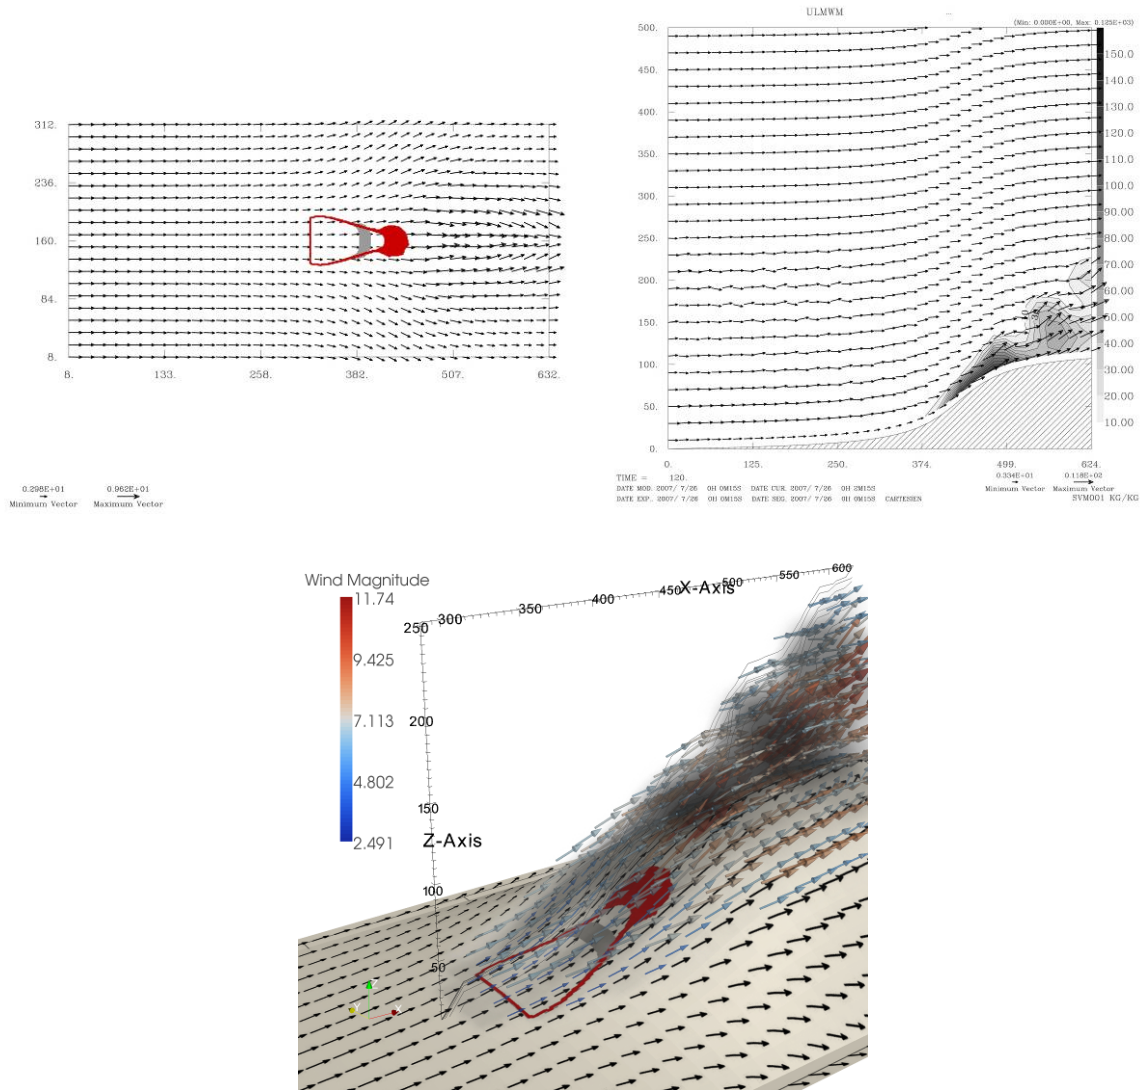 ULMWM
(Min: 0.000E+00, Max: 0.125E+03)
312.
236.
160.
84.
8.
8. 133. 258. 382. 507. 632.
0.298E+01 0.962E+01
Minimum Vector Maximum Vector
500.
450.
400.
350.
300.
250.
200.
150.
100.
50.
0.
150.0
140.0
130.0
120.0
110.0
100.0
90.00
80.00
70.00
60.00
50.00
40.00
30.00
20.00
10.00
0. 125. 250. 374. 499. 624.
TIME = 120.
0.334E+01 0.118E+02
Minimum Vector Maximum Vector
DATE MOD. 2007/ 7/26 0H 0M15S DATE CUR. 2007/ 7/26 0H 2M15S
DATE EXP. 2007/ 7/26 0H 0M15S DATE SEG. 2007/ 7/26 0H 0M15S CARTESIEN
SVM001 KG/KG
Wind Magnitude
11.74
9.425
7.113
4.802
2.491
X-Axis
300 350 400 450 500 550 600
Z-Axis
250
200
150
100
50
Z
Y
X